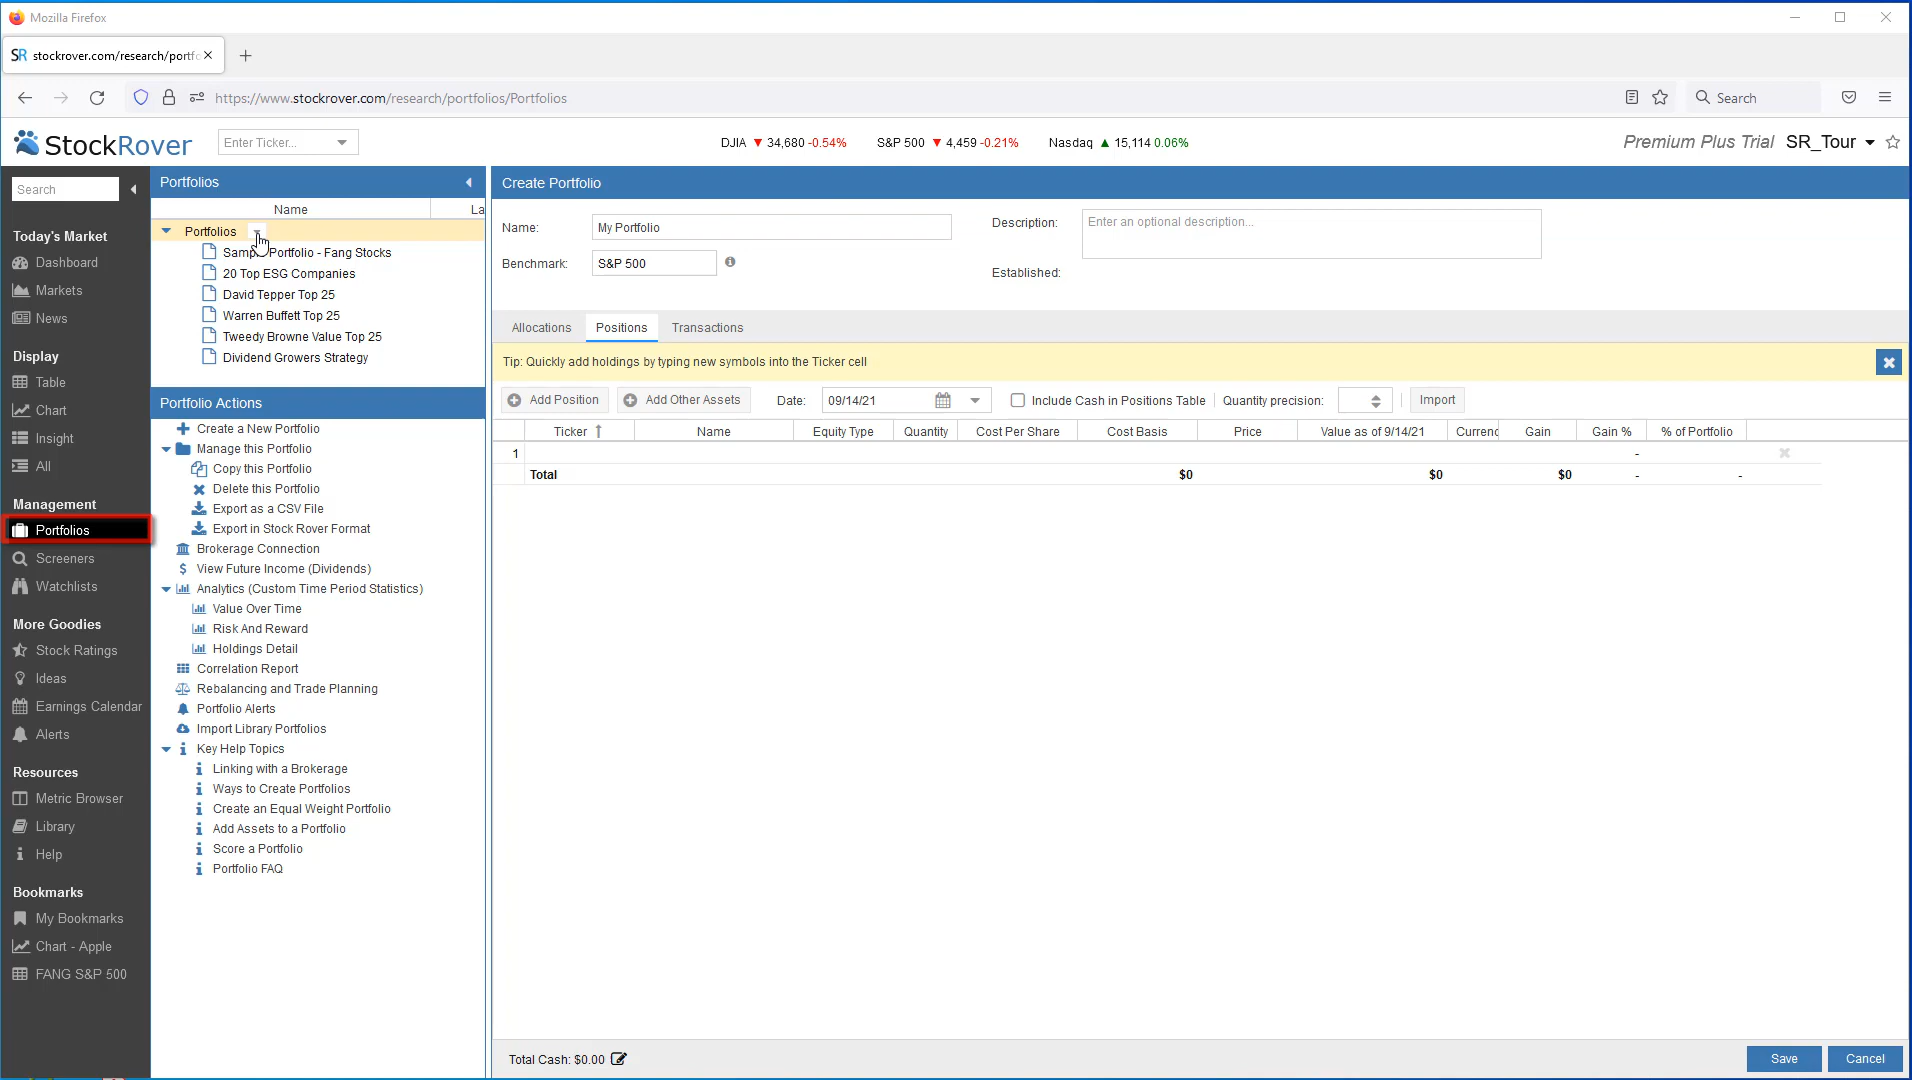 Mozilla Firefox
SR stockrover.com/research/portfo
https://www.stockrover.com/research/portfolios/Portfolios
Search
StockRover
Enter Ticker...
DJIA ▼ 34,680 -0.54% S&P 500 ▼ 4,459 -0.21% Nasdaq ▲ 15,114 0.06%
Premium Plus Trial SR_Tour
Search
Today's Market
Dashboard
Markets
News
Display
Table
Chart
Insight
All
Management
Portfolios
Screeners
Watchlists
More Goodies
Stock Ratings
Ideas
Earnings Calendar
Alerts
Resources
Metric Browser
Library
Help
Bookmarks
My Bookmarks
Chart - Apple
FANG S&P 500
Portfolios
Name La
Portfolios
Portfolio - Fang Stocks
20 Top ESG Companies
David Tepper Top 25
Warren Buffett Top 25
Tweedy Browne Value Top 25
Dividend Growers Strategy
Portfolio Actions
Create a New Portfolio
Manage this Portfolio
Copy this Portfolio
Delete this Portfolio
Export as a CSV File
Export in Stock Rover Format
Brokerage Connection
View Future Income (Dividends)
Analytics (Custom Time Period Statistics)
Value Over Time
Risk And Reward
Holdings Detail
Correlation Report
Rebalancing and Trade Planning
Portfolio Alerts
Import Library Portfolios
Key Help Topics
Linking with a Brokerage
Ways to Create Portfolios
Create an Equal Weight Portfolio
Add Assets to a Portfolio
Score a Portfolio
Portfolio FAQ
Create Portfolio
Name: My Portfolio
Description: Enter an optional description...
Benchmark: S&P 500
Established:
Allocations Positions Transactions
Tip: Quickly add holdings by typing new symbols into the Ticker cell
Add Position Add Other Assets Date: 09/14/21 Include Cash in Positions Table Quantity precision: Import
Ticker Name Equity Type Quantity Cost Per Share Cost Basis Price Value as of 9/14/21 Currenc Gain Gain % % of Portfolio
1 -
Total $0 $0 $0 - -
Total Cash: $0.00
Save Cancel